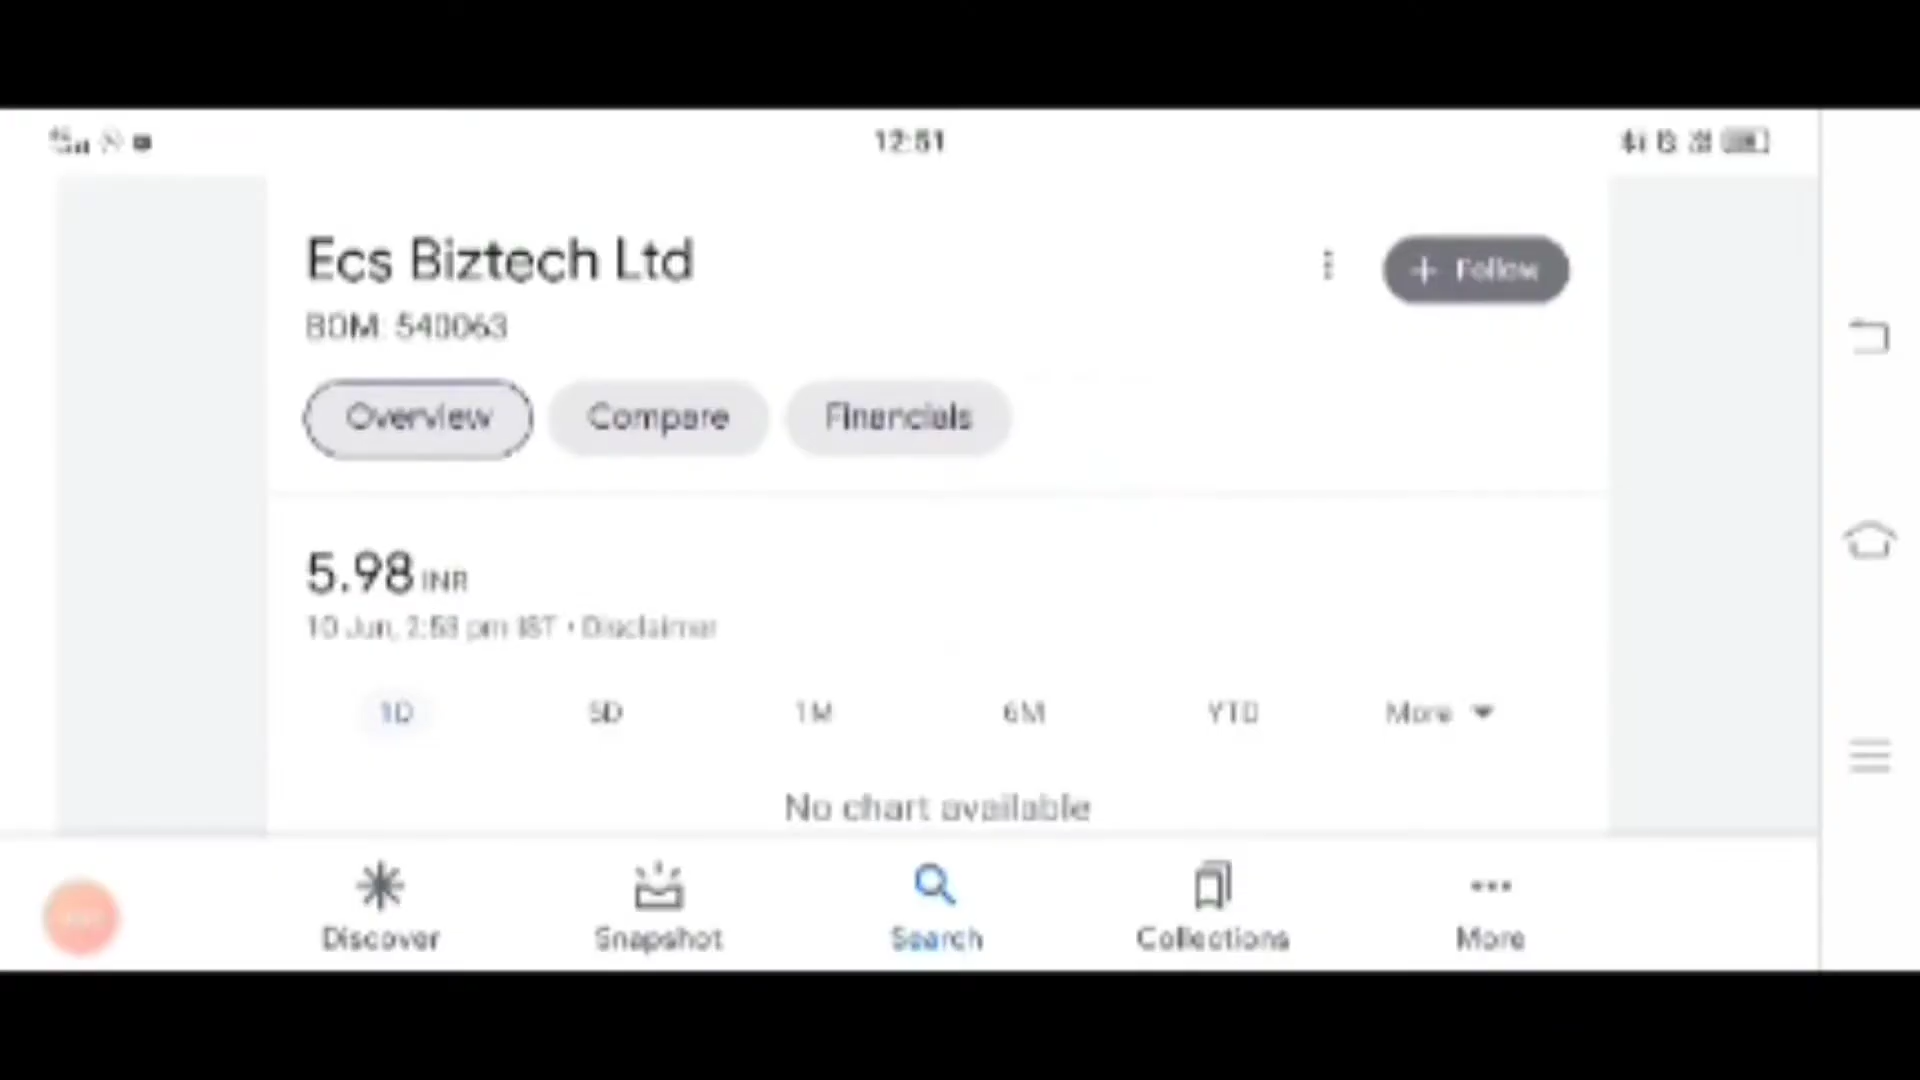 12:51
Ecs Biztech Ltd
+ Follow
BOM: 540063
Overview
Compare
Financials
5.98 INR
10 Jun, 2:58 pm IST • Disclaimer
1D 5D 1M 6M YTD More
No chart available
Discover Snapshot Search Collections More